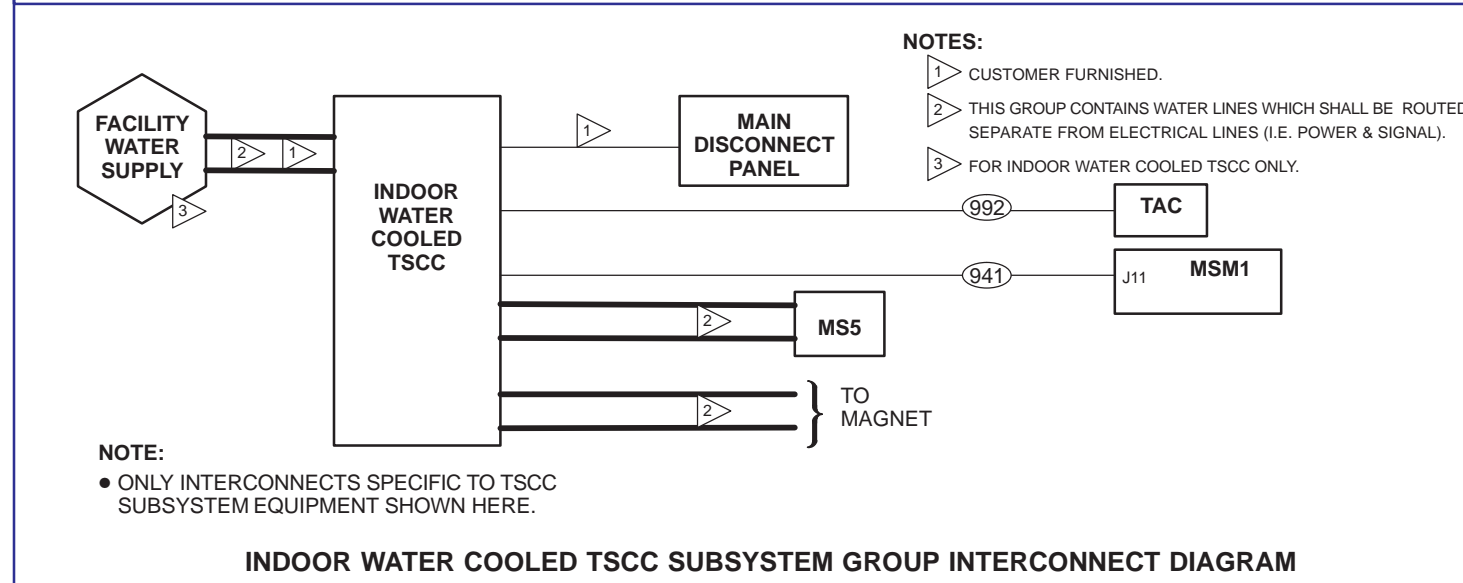 NOTES:
1 CUSTOMER FURNISHED.
2 THIS GROUP CONTAINS WATER LINES WHICH SHALL BE ROUTED
SEPARATE FROM ELECTRICAL LINES (I.E. POWER & SIGNAL).
3 FOR INDOOR WATER COOLED TSCC ONLY.
FACILITY
WATER
SUPPLY
3
2 1
INDOOR
WATER
COOLED
TSCC
1
MAIN
DISCONNECT
PANEL
992
TAC
941
J11 MSM1
2
MS5
2
TO
MAGNET
NOTE:
● ONLY INTERCONNECTS SPECIFIC TO TSCC
SUBSYSTEM EQUIPMENT SHOWN HERE.
INDOOR WATER COOLED TSCC SUBSYSTEM GROUP INTERCONNECT DIAGRAM